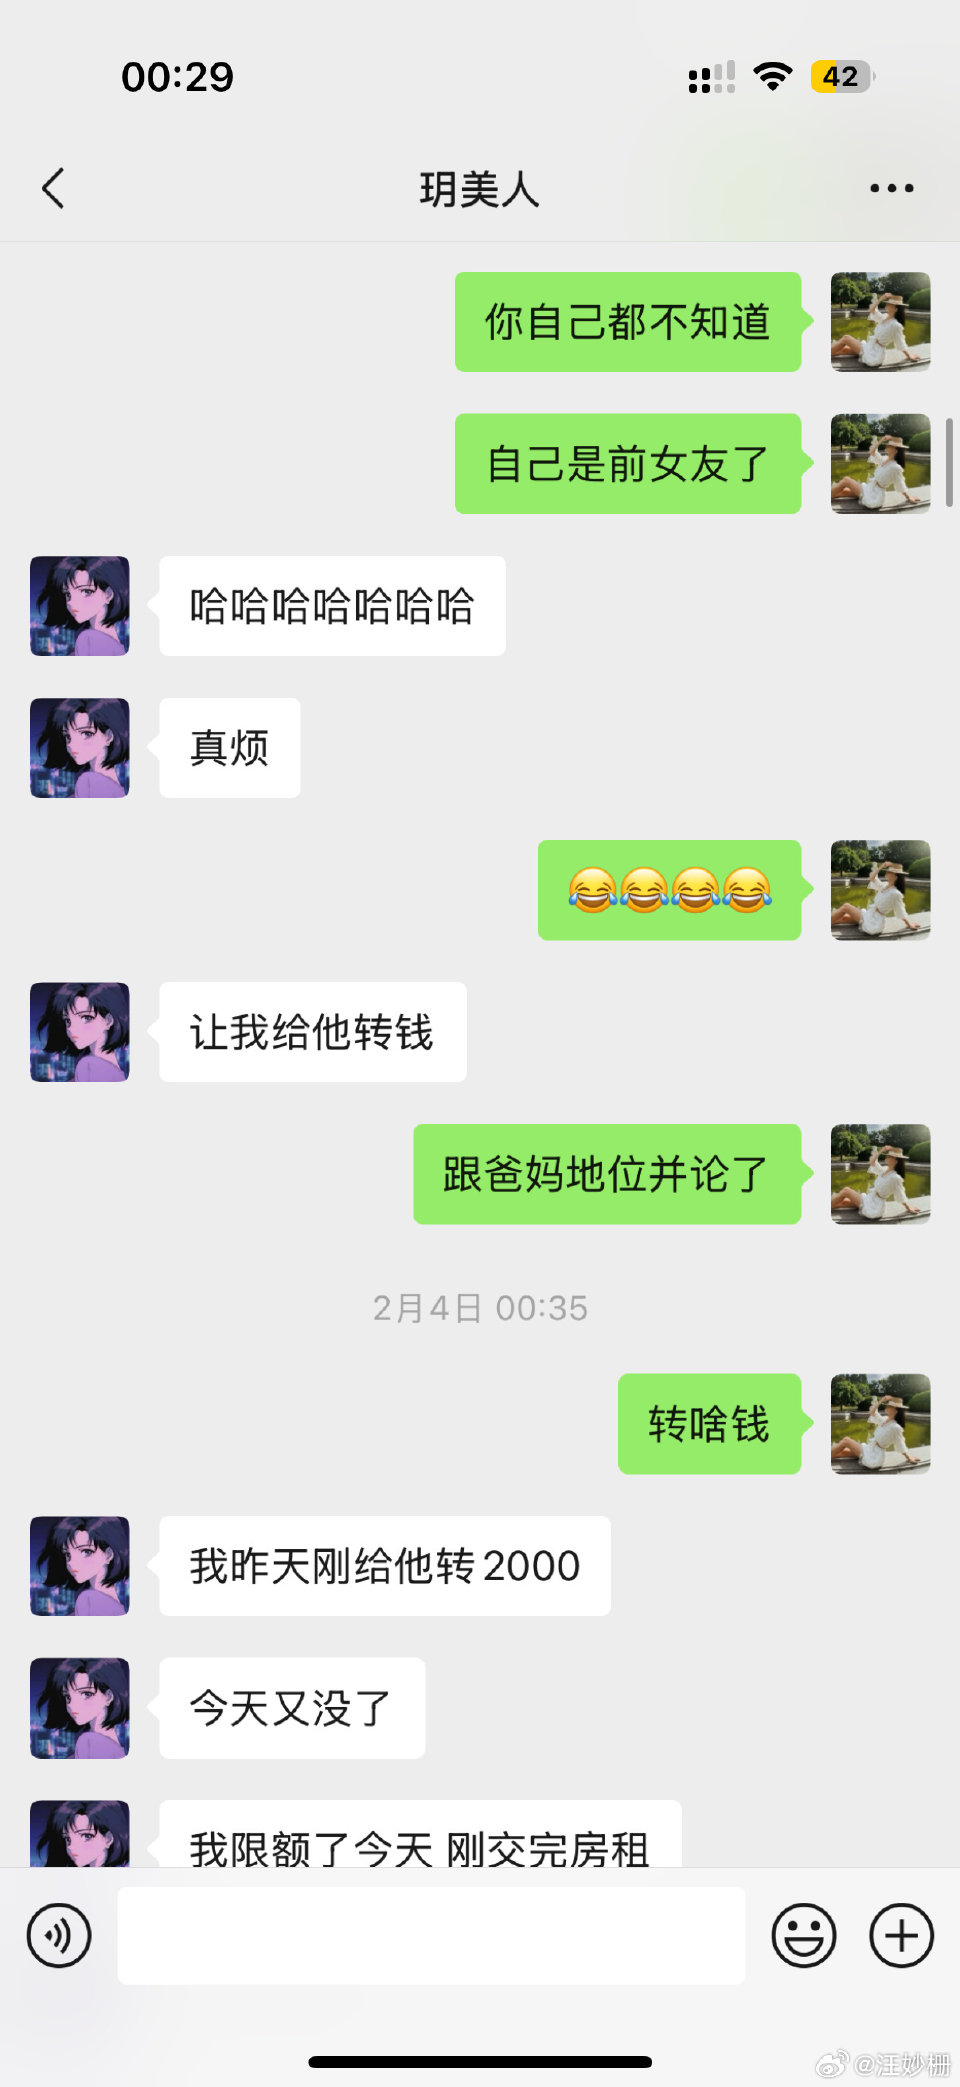 00:29
42
玥美人
你自己都不知道
自己是前女友了
哈哈哈哈哈哈哈
真烦
😂😂😂😂
让我给他转钱
跟爸妈地位并论了
2月4日 00:35
转啥钱
我昨天刚给他转2000
今天又没了
我限额了今天 刚交完房租
@汪妙栅